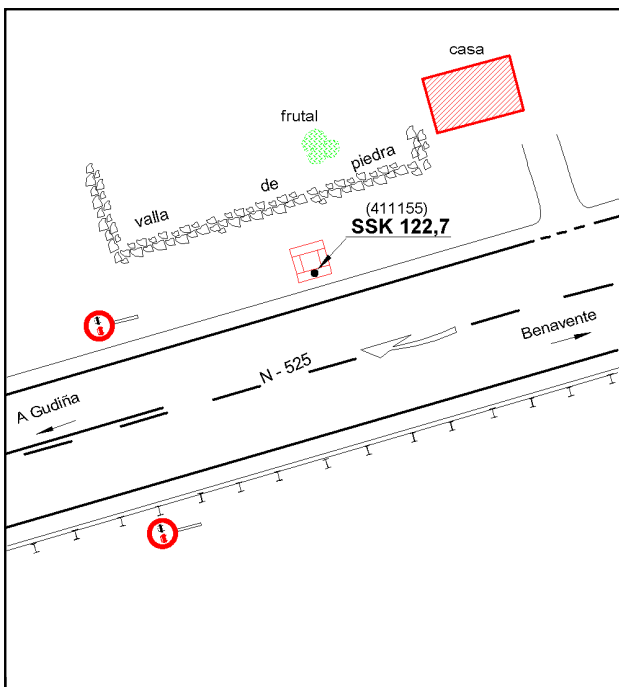 casa
frutal
valla de piedra
(411155)
SSK 122,7
Benavente
N - 525
A Gudiña